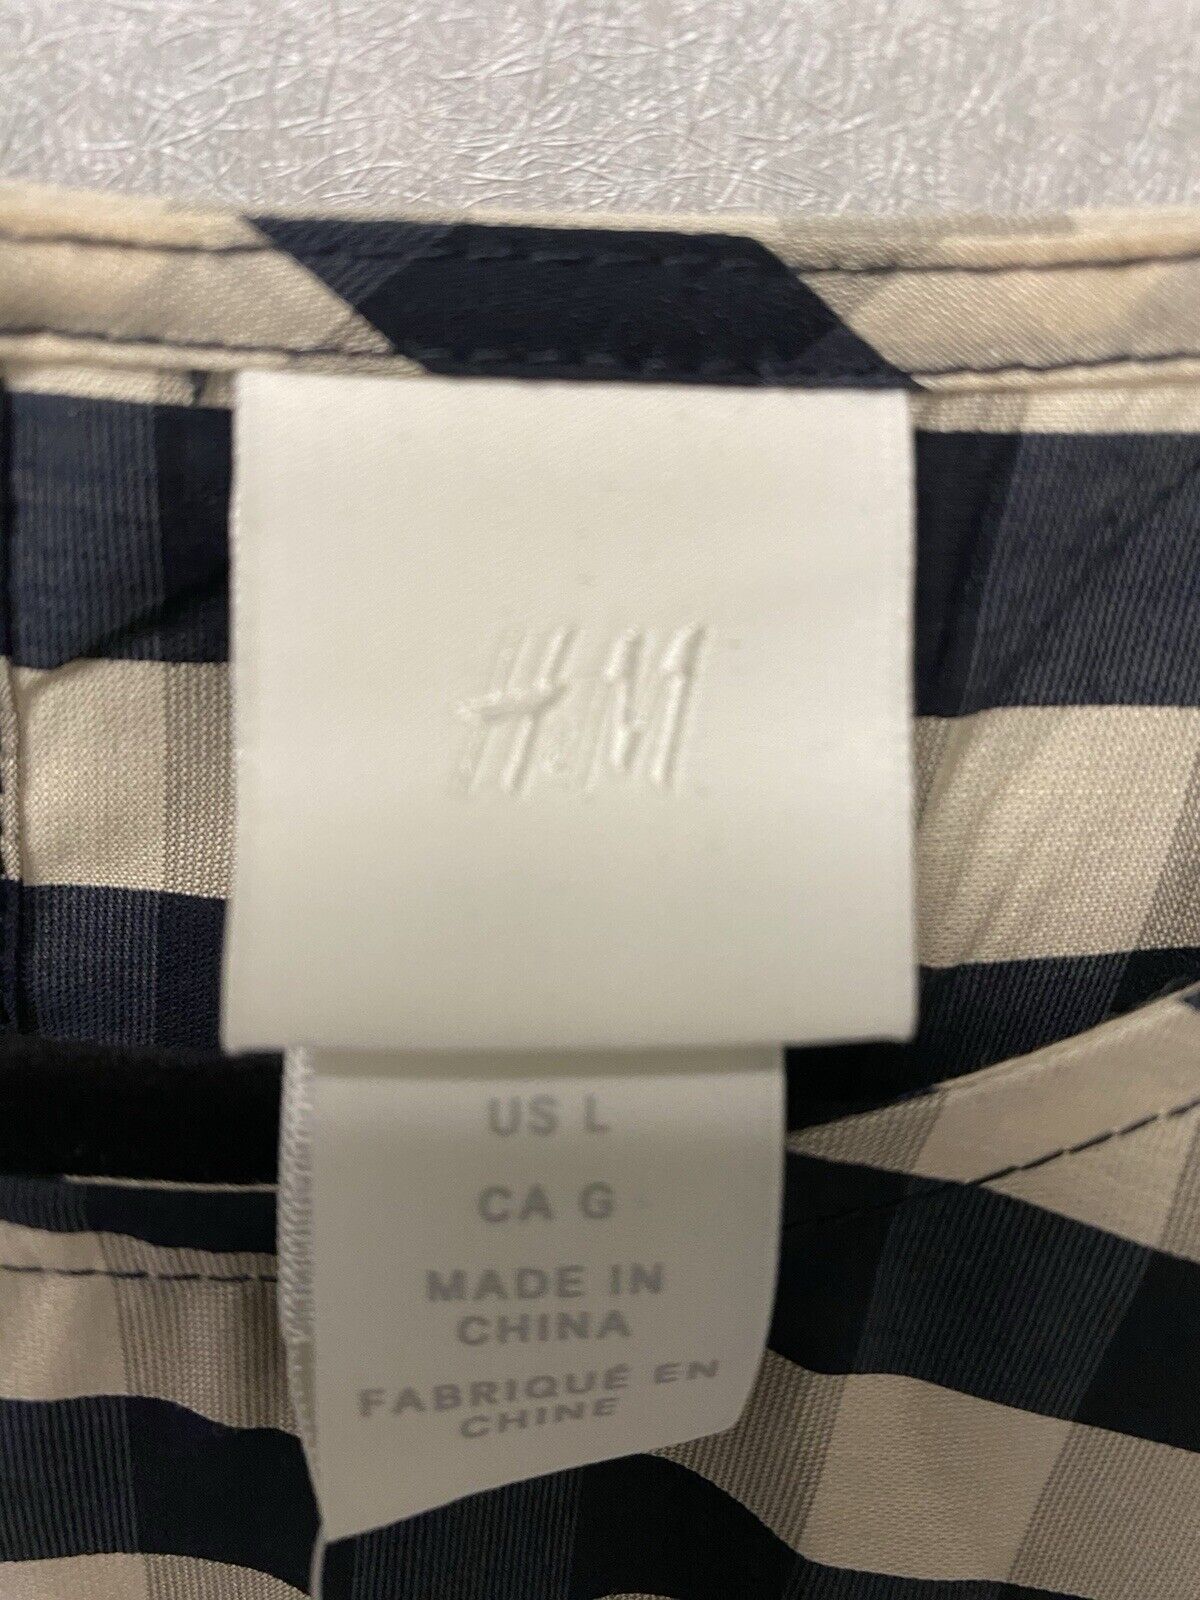 H&M
US L
CA G
MADE IN
CHINA
FABRIQUÉ EN
CHINE